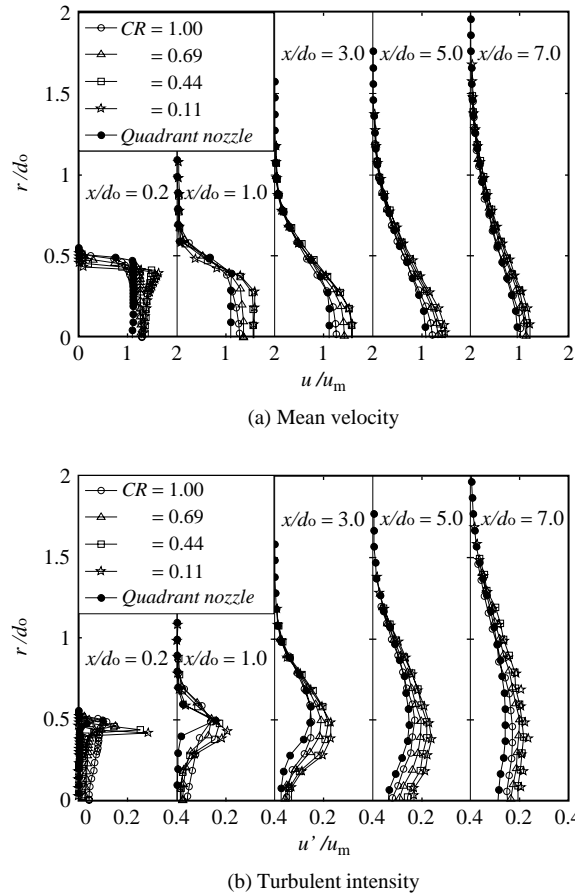 2
CR = 1.00
= 0.69
= 0.44
= 0.11
Quadrant nozzle
x/do = 3.0 x/do = 5.0 x/do = 7.0
1.5
r/do
1
x/do = 0.2 x/do = 1.0
0.5
0
0 1 2 1 2 1 2 1 2 1 2
u/um
(a) Mean velocity
2
CR = 1.00
= 0.69
= 0.44
= 0.11
Quadrant nozzle
x/do = 3.0 x/do = 5.0 x/do = 7.0
1.5
r/do
1
x/do = 0.2 x/do = 1.0
0.5
0
0 0.2 0.4 0.2 0.4 0.2 0.4 0.2 0.4 0.2 0.4
u'/um
(b) Turbulent intensity